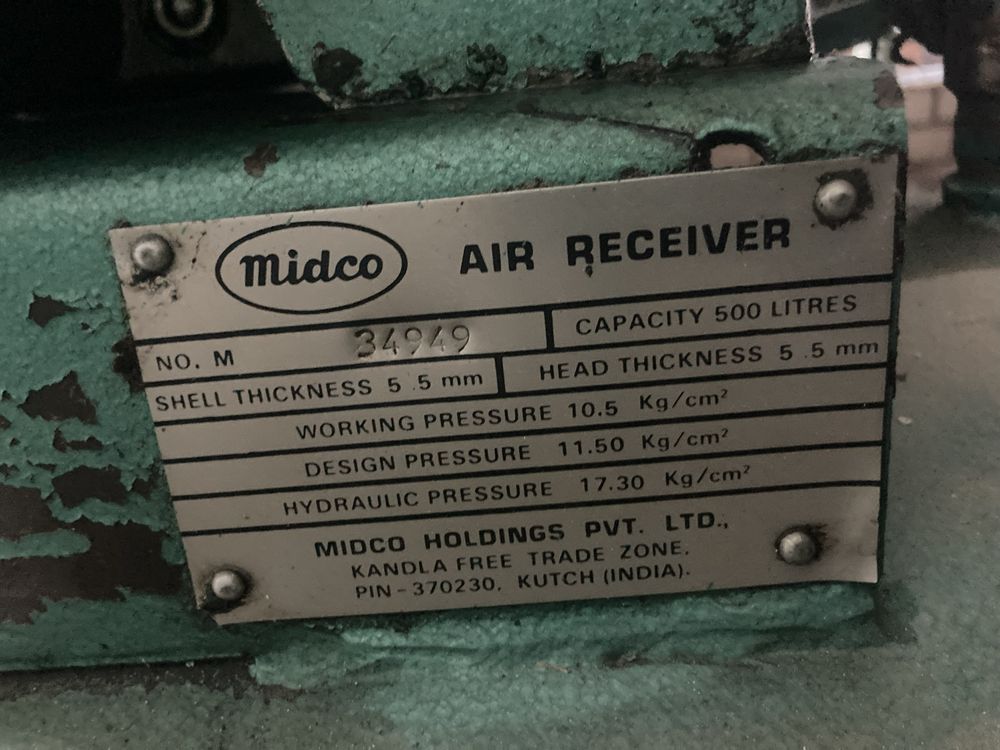 midco AIR RECEIVER
NO. M 34949 CAPACITY 500 LITRES
SHELL THICKNESS 5.5 mm HEAD THICKNESS 5.5 mm
WORKING PRESSURE 10.5 Kg/cm²
DESIGN PRESSURE 11.50 Kg/cm²
HYDRAULIC PRESSURE 17.30 Kg/cm²
MIDCO HOLDINGS PVT. LTD.,
KANDLA FREE TRADE ZONE.
PIN-370230. KUTCH (INDIA).